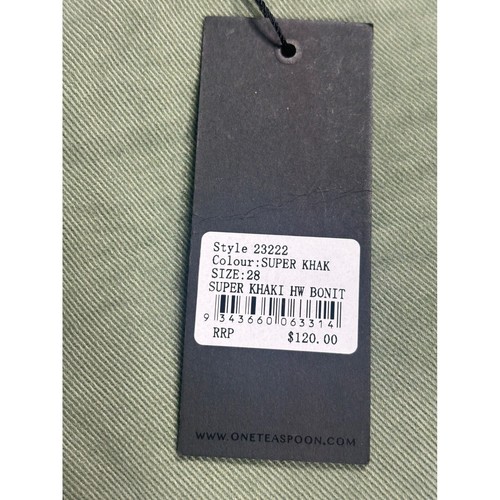 Style 23222
Colour:SUPER KHAK
SIZE:28
SUPER KHAKI HW BONIT
9 343660 063314
RRP $120.00
WWW.ONETEASPOON.COM